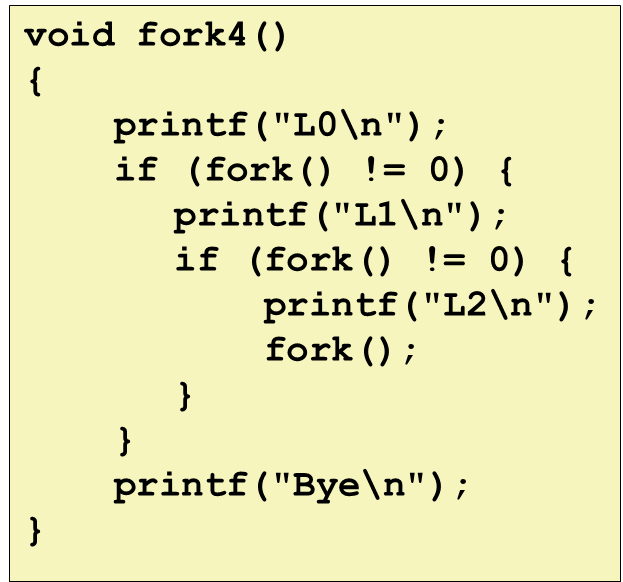 void fork4()
{
    printf("L0\n");
    if (fork() != 0) {
        printf("L1\n");
        if (fork() != 0) {
            printf("L2\n");
            fork();
        }
    }
    printf("Bye\n");
}